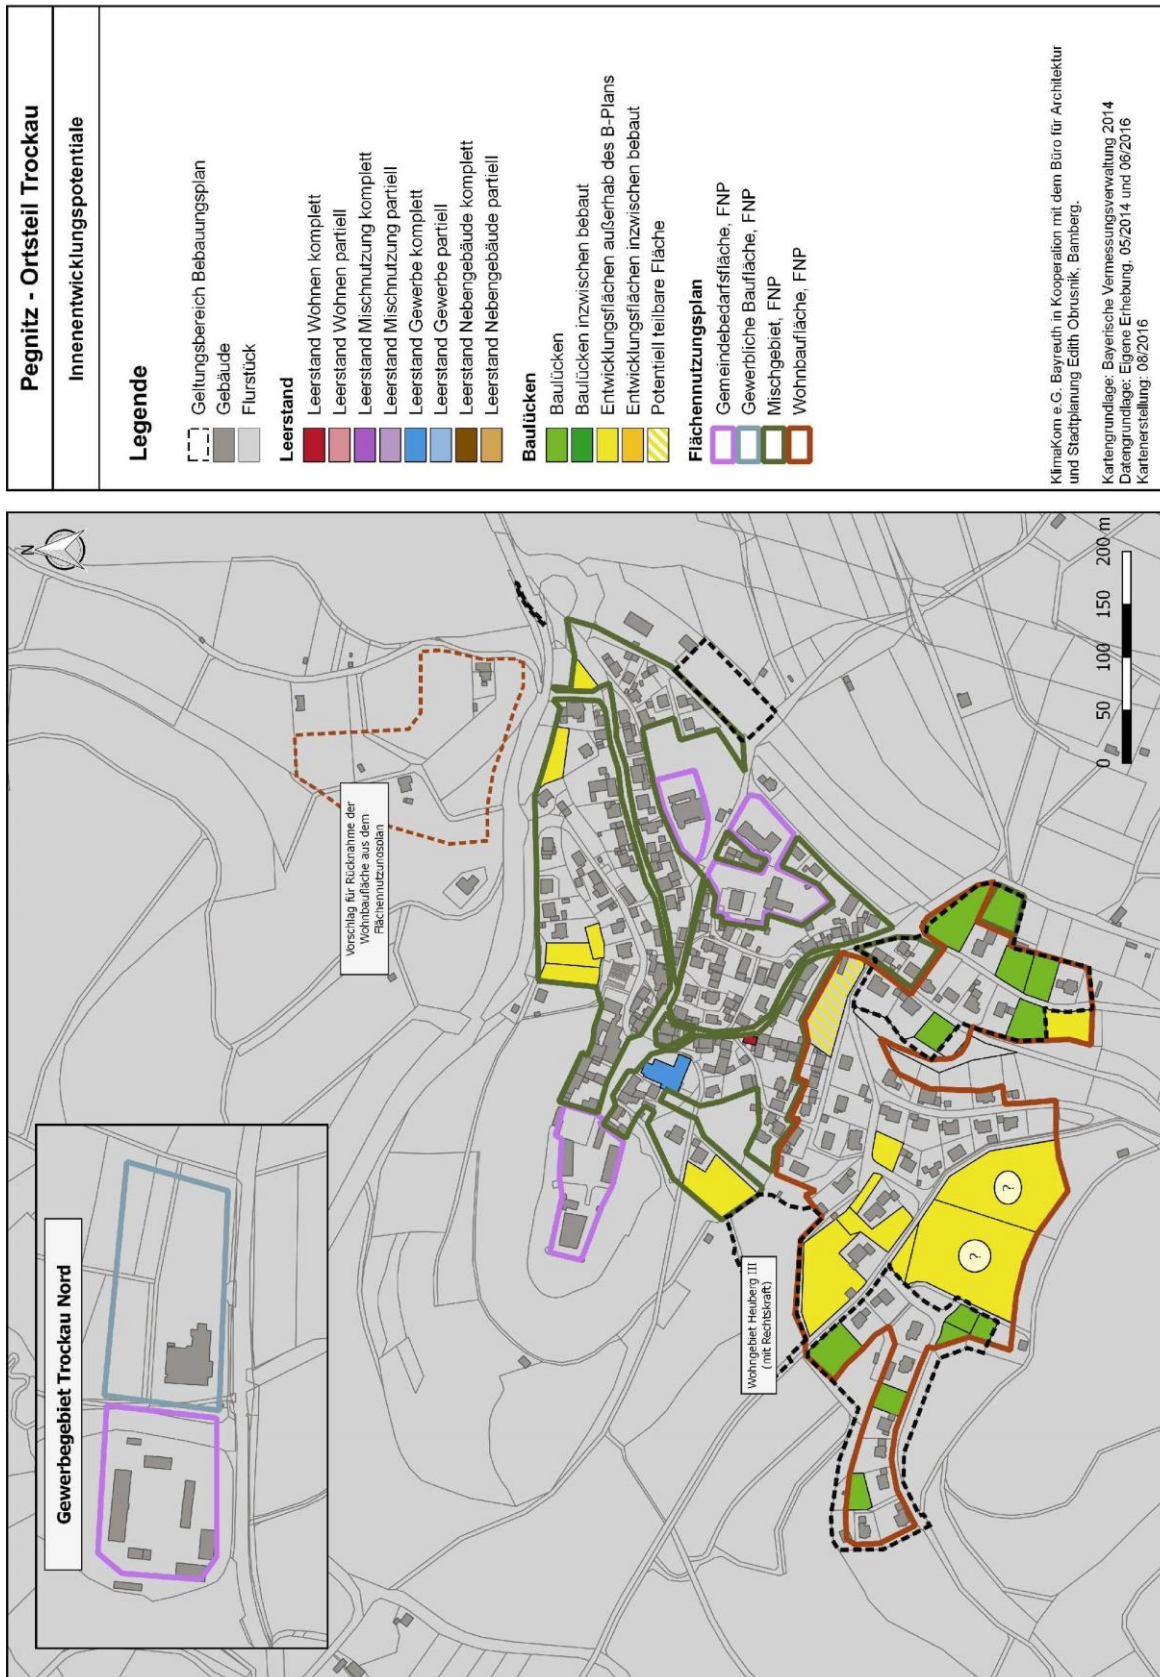 Pegnitz - Ortsteil Trockau
Innenentwicklungspotentiale
Legende
Geltungsbereich Bebauungsplan
Gebäude
Flurstück
Leerstand
Leerstand Wohnen komplett
Leerstand Wohnen partiell
Leerstand Mischnutzung komplett
Leerstand Mischnutzung partiell
Leerstand Gewerbe komplett
Leerstand Gewerbe partiell
Leerstand Nebengebäude komplett
Leerstand Nebengebäude partiell
Baulücken
Baulücken
Baulücken inzwischen bebaut
Entwicklungsflächen außerhab des B-Plans
Entwicklungsflächen inzwischen bebaut
Potentiell teilbare Fläche
Flächennutzungsplan
Gemeindebedarfsfläche, FNP
Gewerbliche Baufläche, FNP
Mischgebiet, FNP
Wohnbaufläche, FNP
KlimaKom e.G. Bayreuth in Kooperation mit dem Büro für Architektur
und Stadtplanung Edith Obrusnik, Bamberg.
Kartengrundlage: Bayerische Vermessungsverwaltung 2014
Datengrundlage: Eigene Erhebung, 05/2014 und 06/2016
Kartenerstellung: 08/2016
Gewerbegebiet Trockau Nord
N
Vorschlag für Rücknahme der
Wohnbaufläche aus dem
Flächennutzungsplan
Wohngebiet Heuberg III
(mit Rechtskraft)
?
?
0 50 100 150 200 m